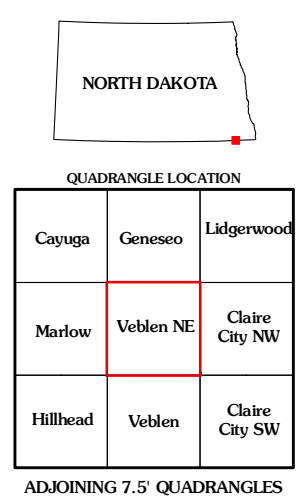 NORTH DAKOTA
QUADRANGLE LOCATION
Cayuga
Geneseo
Lidgerwood
Marlow
Veblen NE
Claire
City NW
Hillhead
Veblen
Claire
City SW
ADJOINING 7.5' QUADRANGLES